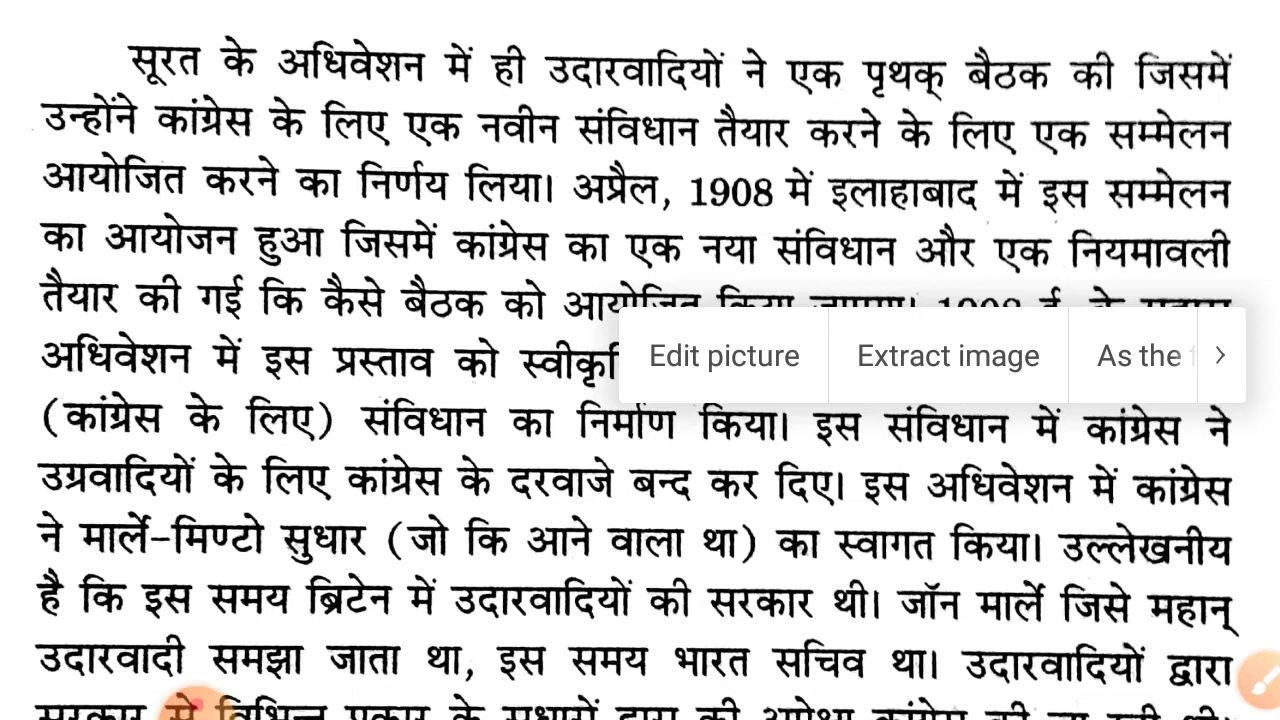 सूरत के अधिवेशन में ही उदारवादियों ने एक पृथक् बैठक की जिसमें
उन्होंने कांग्रेस के लिए एक नवीन संविधान तैयार करने के लिए एक सम्मेलन
आयोजित करने का निर्णय लिया। अप्रैल, 1908 में इलाहाबाद में इस सम्मेलन
का आयोजन हुआ जिसमें कांग्रेस का एक नया संविधान और एक नियमावली
तैयार की गई कि कैसे बैठक को आयोजित किया
अधिवेशन में इस प्रस्ताव को
Edit picture Extract image As the
(कांग्रेस के लिए) संविधान का निर्माण किया। इस संविधान में कांग्रेस ने
उग्रवादियों के लिए कांग्रेस के दरवाजे बन्द कर दिए। इस अधिवेशन में कांग्रेस
ने मार्ले-मिण्टो सुधार (जो कि आने वाला था) का स्वागत किया। उल्लेखनीय
है कि इस समय ब्रिटेन में उदारवादियों की सरकार थी। जॉन मार्ले जिसे महान्
उदारवादी समझा जाता था, इस समय भारत सचिव था। उदारवादियों द्वारा